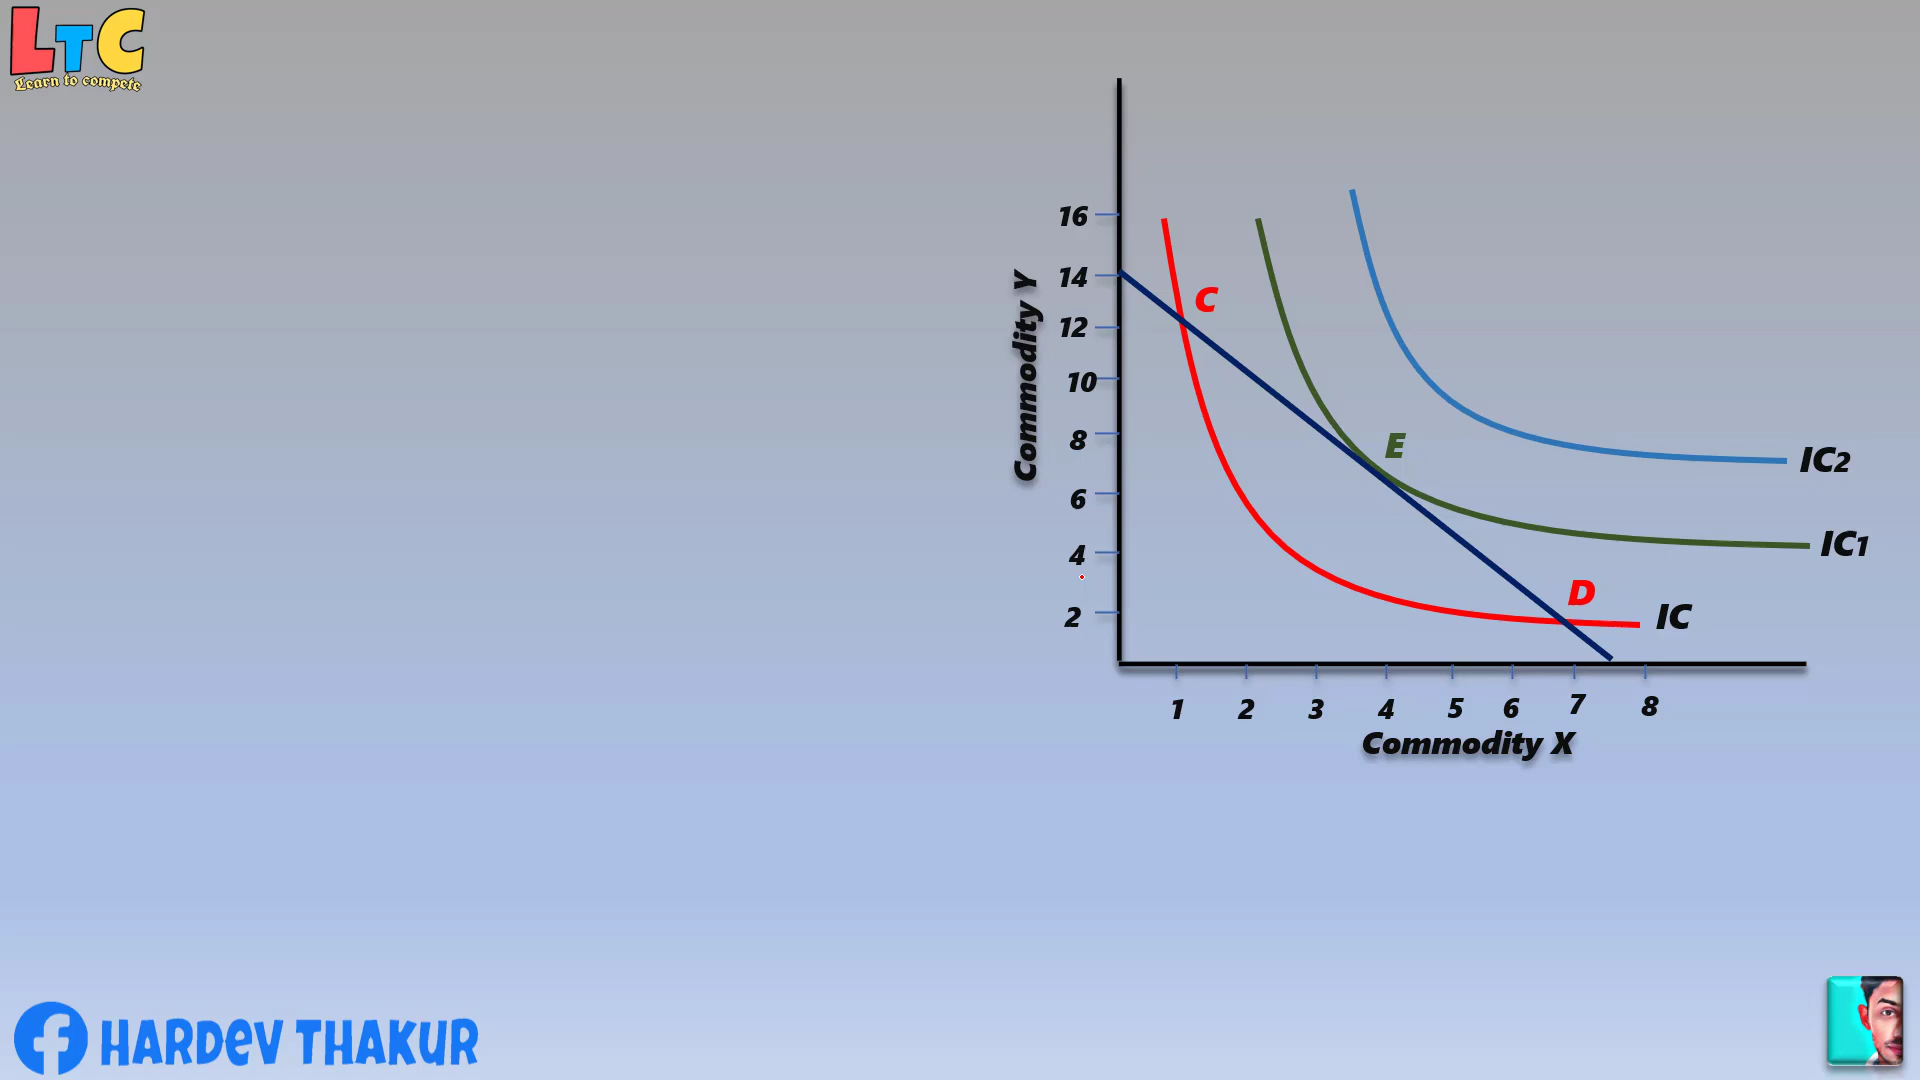 LTC
Learn to compete
Commodity Y
16
14
12
10
8
6
4
2
C
E
D
IC2
IC1
IC
1 2 3 4 5 6 7 8
Commodity X
HARDEV THAKUR